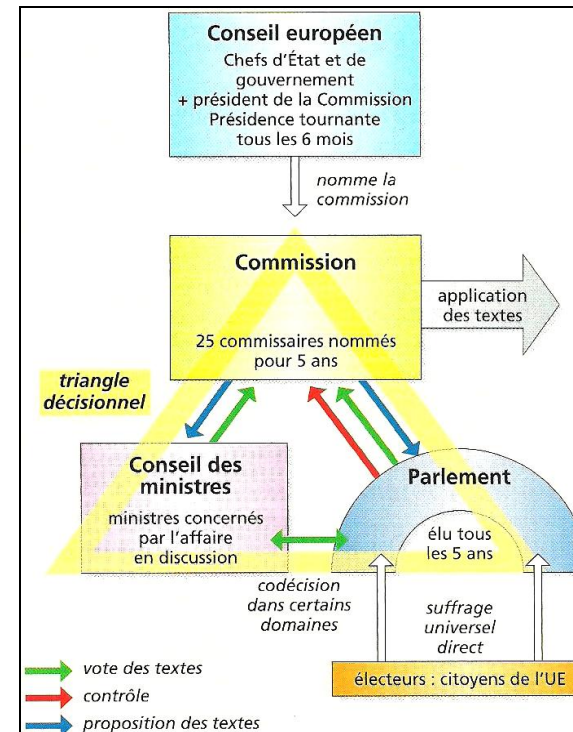 Conseil européen
Chefs d'État et de
gouvernement
+ président de la Commission
Présidence tournante
tous les 6 mois
nomme la
commission
Commission
25 commissaires nommés
pour 5 ans
application
des textes
triangle
décisionnel
Conseil des
ministres
ministres concernés
par l'affaire
en discussion
Parlement
élu tous
les 5 ans
codécision
dans certains
domaines
suffrage
universel
direct
électeurs : citoyens de l'UE
vote des textes
contrôle
proposition des textes